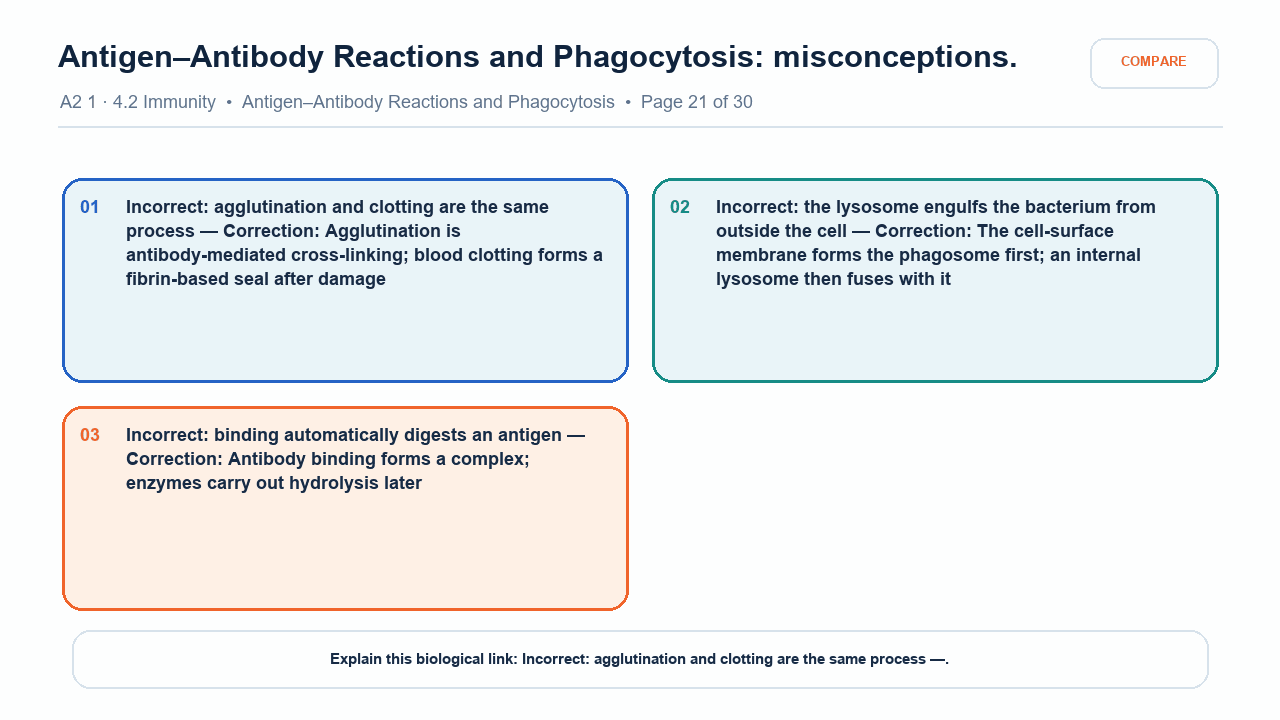 Antigen–Antibody Reactions and Phagocytosis: misconceptions.
COMPARE
A2 1 · 4.2 Immunity • Antigen–Antibody Reactions and Phagocytosis • Page 21 of 30
01
Incorrect: agglutination and clotting are the same
process — Correction: Agglutination is
antibody-mediated cross-linking; blood clotting forms a
fibrin-based seal after damage
02
Incorrect: the lysosome engulfs the bacterium from
outside the cell — Correction: The cell-surface
membrane forms the phagosome first; an internal
lysosome then fuses with it
03
Incorrect: binding automatically digests an antigen —
Correction: Antibody binding forms a complex;
enzymes carry out hydrolysis later
Explain this biological link: Incorrect: agglutination and clotting are the same process —.